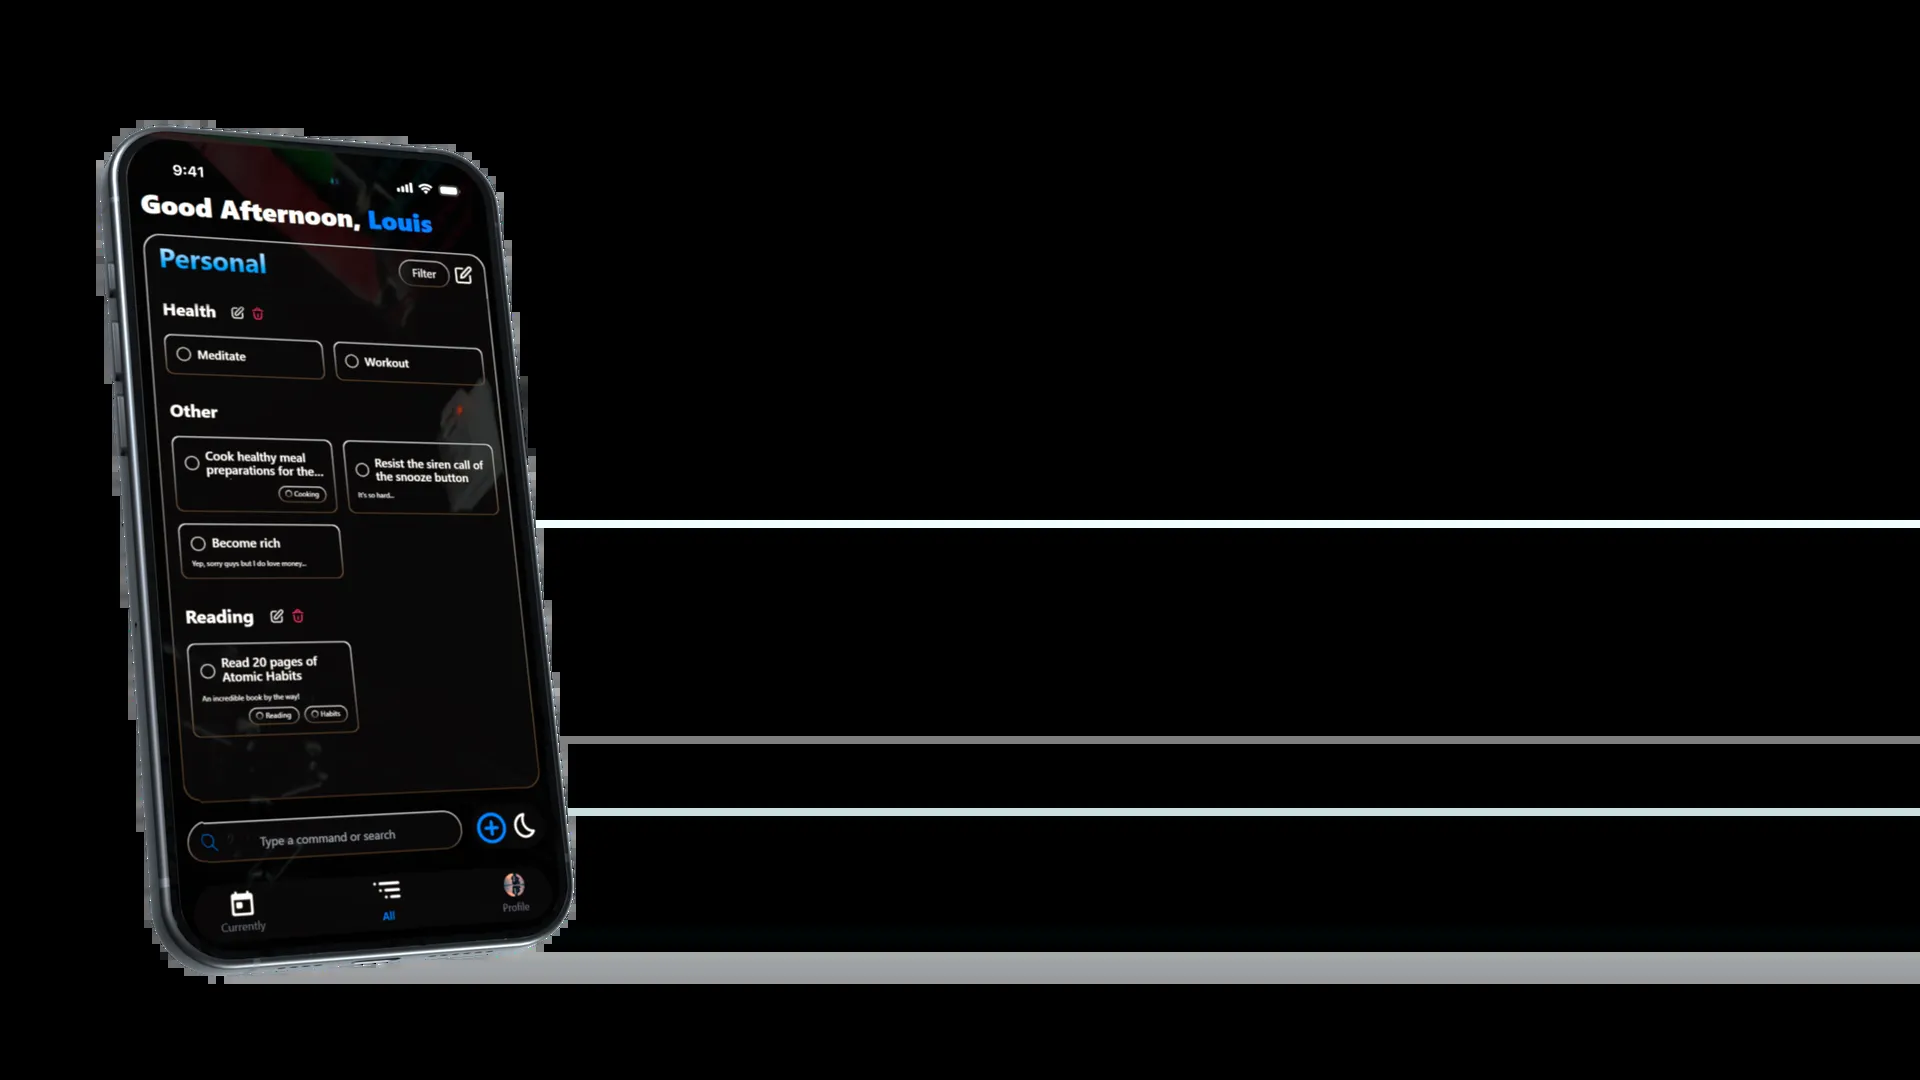 9:41
Good Afternoon, Louis
Personal
Filter
Health
Meditate
Workout
Other
Cook healthy meal
preparations for the...
Cooking
Resist the siren call of
the snooze button
It's so hard...
Become rich
Yep, sorry guys but I do love money...
Reading
Read 20 pages of
Atomic Habits
An incredible book by the way!
Reading
Habits
Type a command or search
Currently
All
Profile